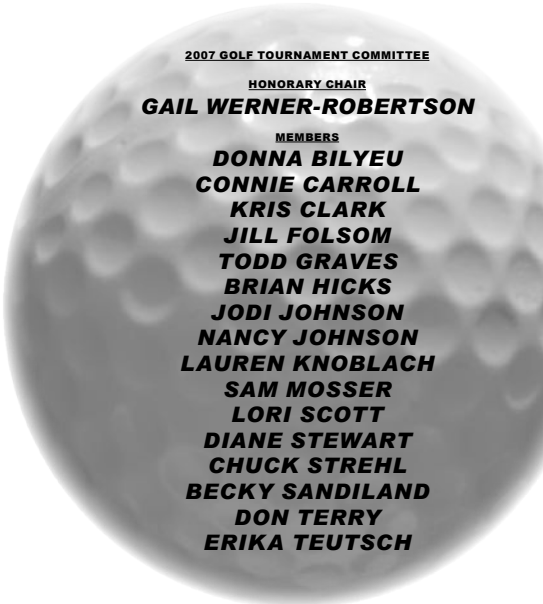 2007 GOLF TOURNAMENT COMMITTEE
HONORARY CHAIR
GAIL WERNER-ROBERTSON
MEMBERS
DONNA BILYEU
CONNIE CARROLL
KRIS CLARK
JILL FOLSOM
TODD GRAVES
BRIAN HICKS
JODI JOHNSON
NANCY JOHNSON
LAUREN KNOBLACH
SAM MOSSER
LORI SCOTT
DIANE STEWART
CHUCK STREHL
BECKY SANDILAND
DON TERRY
ERIKA TEUTSCH